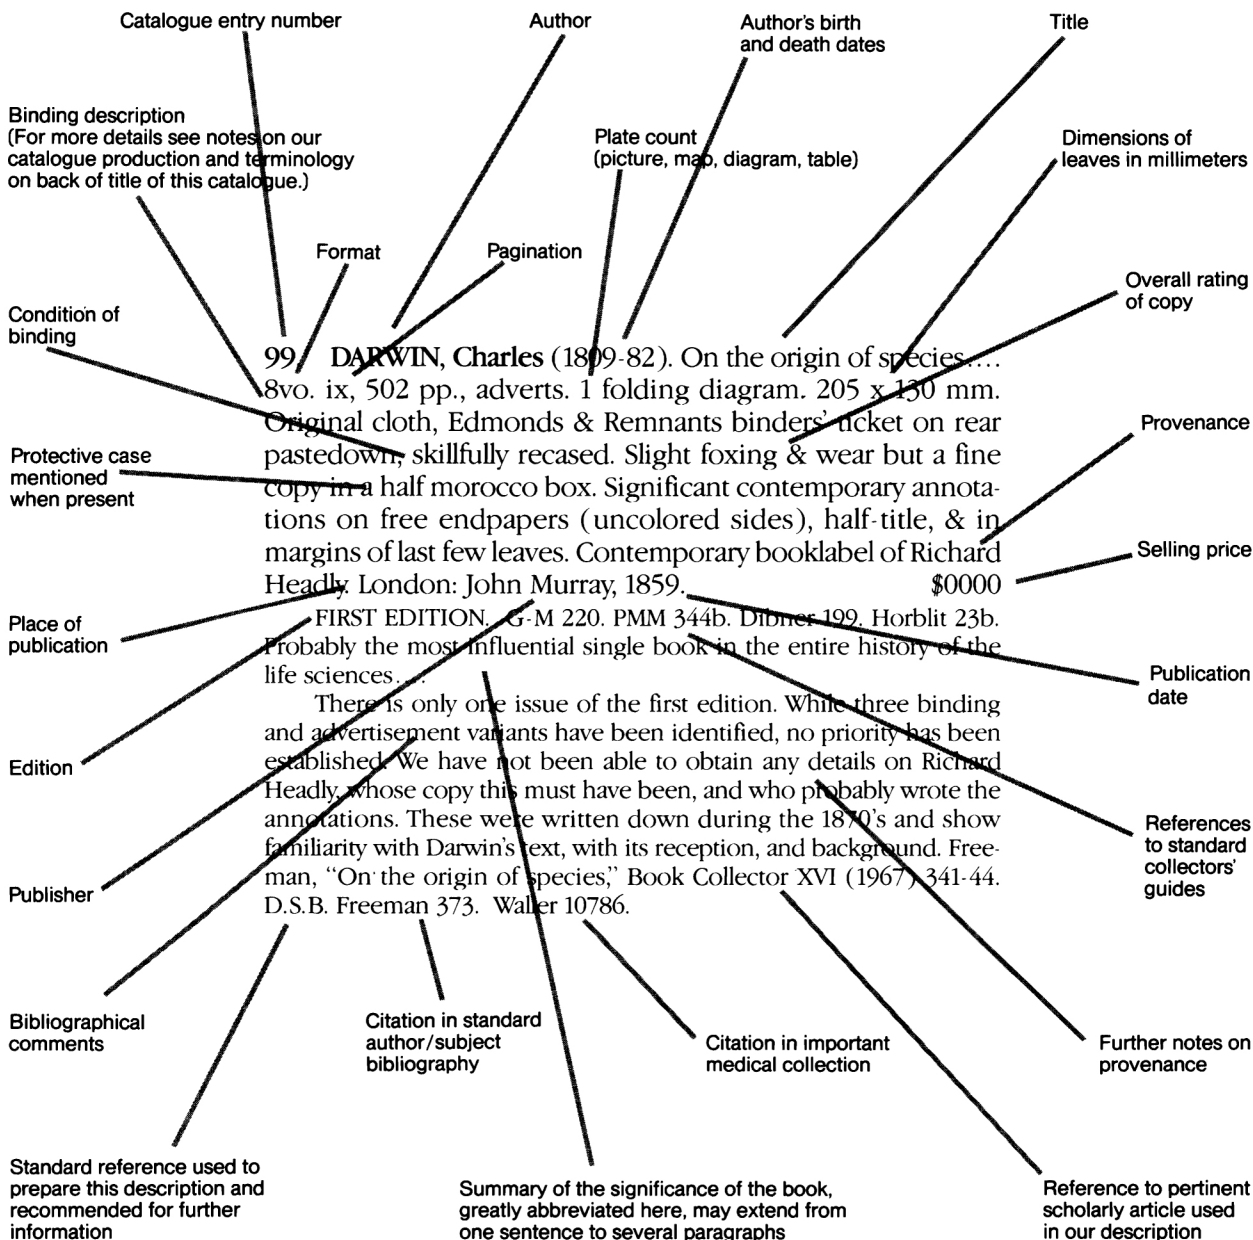 Catalogue entry number
Author
Author's birth
and death dates
Title
Binding description
(For more details see notes on our
catalogue production and terminology
on back of title of this catalogue.)
Plate count
(picture, map, diagram, table)
Dimensions of
leaves in millimeters
Format
Pagination
Overall rating
of copy
Condition of
binding
Provenance
Protective case
mentioned
when present
Selling price
99. DARWIN, Charles (1809-82). On the origin of species....
8vo. ix, 502 pp., adverts. 1 folding diagram. 205 x 130 mm.
Original cloth, Edmonds & Remnants binders' ticket on rear
pastedown, skillfully recased. Slight foxing & wear but a fine
copy in a half morocco box. Significant contemporary annota-
tions on free endpapers (uncolored sides), half-title, & in
margins of last few leaves. Contemporary booklabel of Richard
Headly. London: John Murray, 1859. $0000
FIRST EDITION. G-M 220. PMM 344b. Dibner 199. Horblit 23b.
Probably the most influential single book in the entire history of the
life sciences....
There is only one issue of the first edition. While three binding
and advertisement variants have been identified, no priority has been
established. We have not been able to obtain any details on Richard
Headly, whose copy this must have been, and who probably wrote the
annotations. These were written down during the 1870's and show
familiarity with Darwin's text, with its reception, and background. Free-
man, “On the origin of species,” Book Collector XVI (1967) 341-44.
D.S.B. Freeman 373. Waller 10786.
Place of
publication
Publication
date
Edition
References
to standard
collectors'
guides
Publisher
Bibliographical
comments
Citation in standard
author/subject
bibliography
Citation in important
medical collection
Further notes on
provenance
Standard reference used to
prepare this description and
recommended for further
information
Summary of the significance of the book,
greatly abbreviated here, may extend from
one sentence to several paragraphs
Reference to pertinent
scholarly article used
in our description